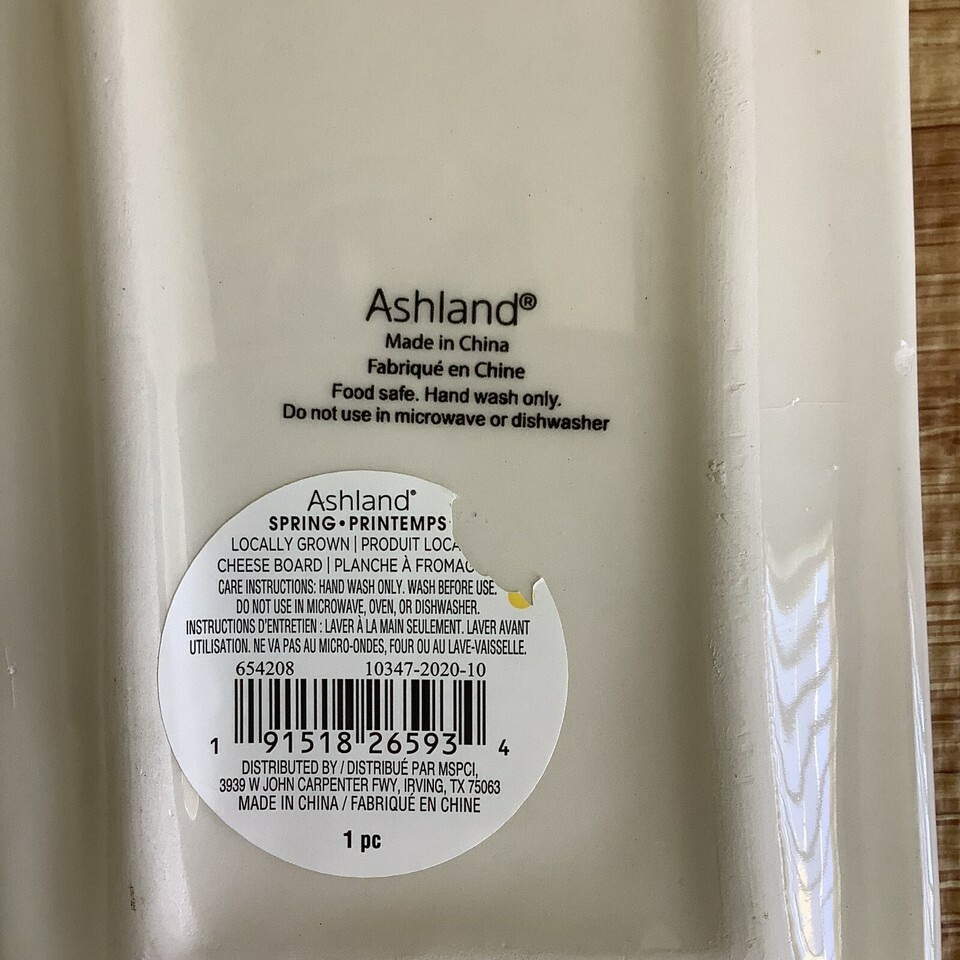 Ashland®
Made in China
Fabriqué en Chine
Food safe. Hand wash only.
Do not use in microwave or dishwasher
Ashland®
SPRING•PRINTEMPS
LOCALLY GROWN | PRODUIT
CHEESE BOARD | PLANCHE À
CARE INSTRUCTIONS: HAND WASH ONLY. WASH BEFORE USE.
DO NOT USE IN MICROWAVE, OVEN, OR DISHWASHER.
INSTRUCTIONS D'ENTRETIEN : LAVER À LA MAIN SEULEMENT. LAVER AVANT
UTILISATION. NE VA PAS AU MICRO-ONDES, FOUR OU AU LAVE-VAISSELLE.
654208 10347-2020-10
1 91518 26593 4
DISTRIBUTED BY / DISTRIBUÉ PAR MSPCI,
3939 W JOHN CARPENTER FWY, IRVING, TX 75063
MADE IN CHINA / FABRIQUÉ EN CHINE
1 pc